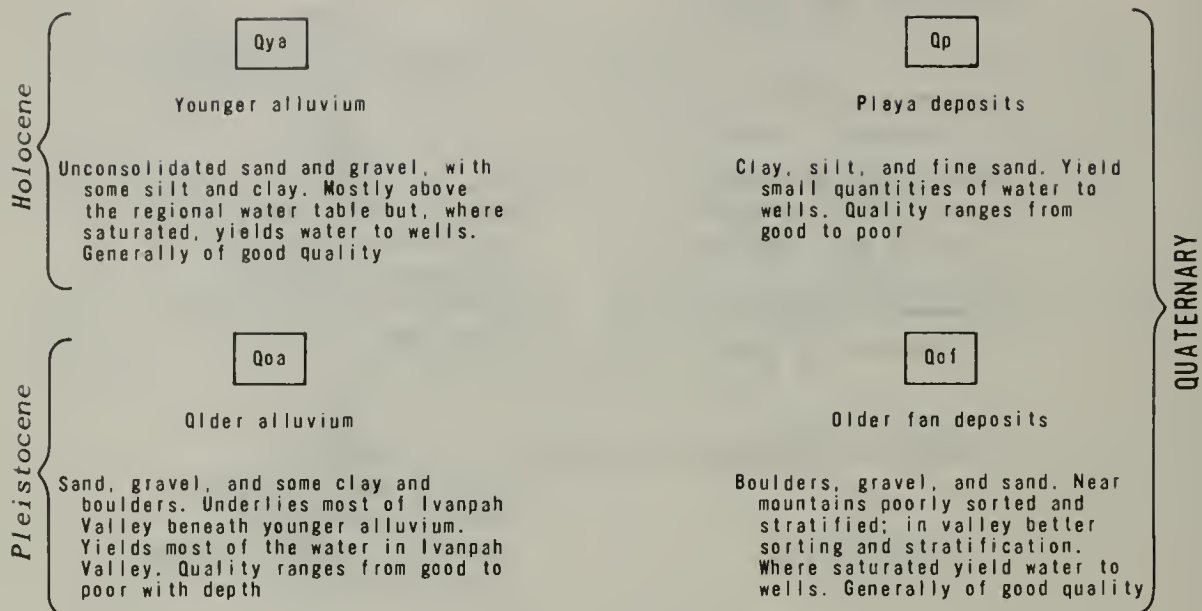 Holocene
Qya
Younger alluvium
Unconsolidated sand and gravel, with
some silt and clay. Mostly above
the regional water table but, where
saturated, yields water to wells.
Generally of good quality
Qp
Playa deposits
Clay, silt, and fine sand. Yield
small quantities of water to
wells. Quality ranges from
good to poor
Pleistocene
Qoa
Older alluvium
Sand, gravel, and some clay and
boulders. Underlies most of Ivanpah
Valley beneath younger alluvium.
Yields most of the water in Ivanpah
Valley. Quality ranges from good to
poor with depth
Qof
Older fan deposits
Boulders, gravel, and sand. Near
mountains poorly sorted and
stratified; in valley better
sorting and stratification.
Where saturated yield water to
wells. Generally of good quality
QUATERNARY